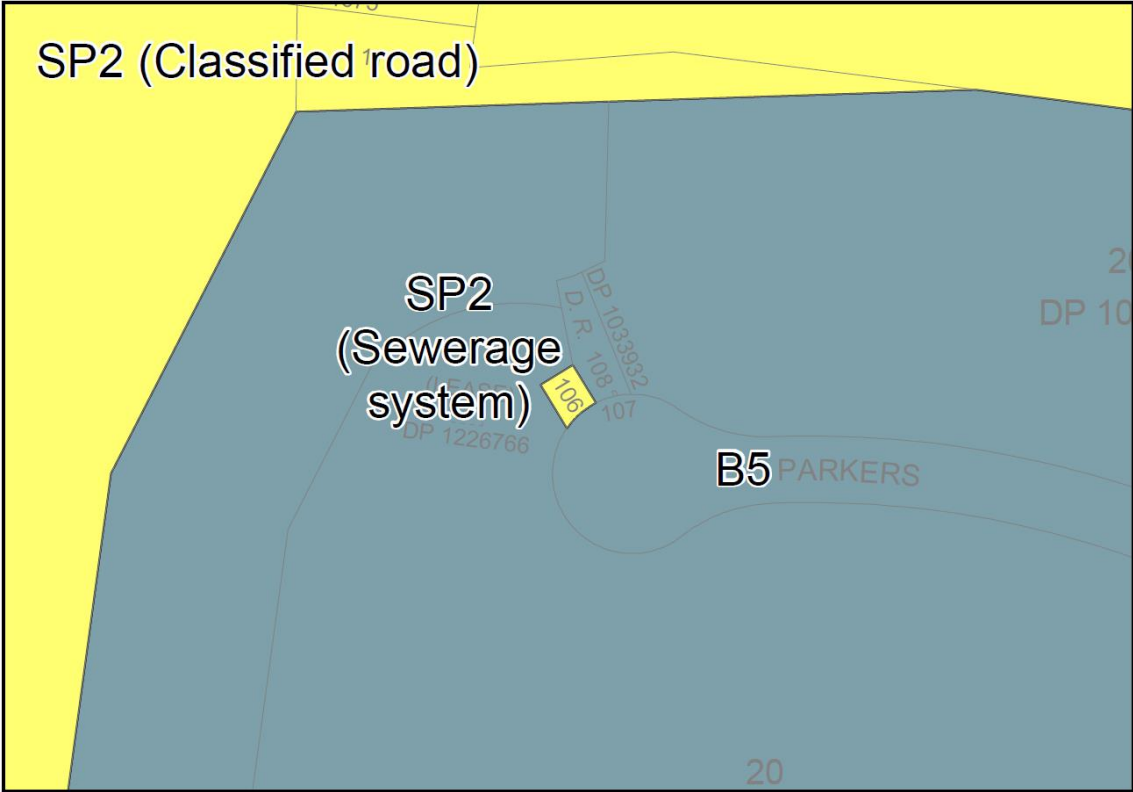 SP2 (Classified road)
SP2
(Sewerage
system)
DP 1226766
106
D. R. 108
DP 1033932
107
B5
PARKERS
DP 10
20